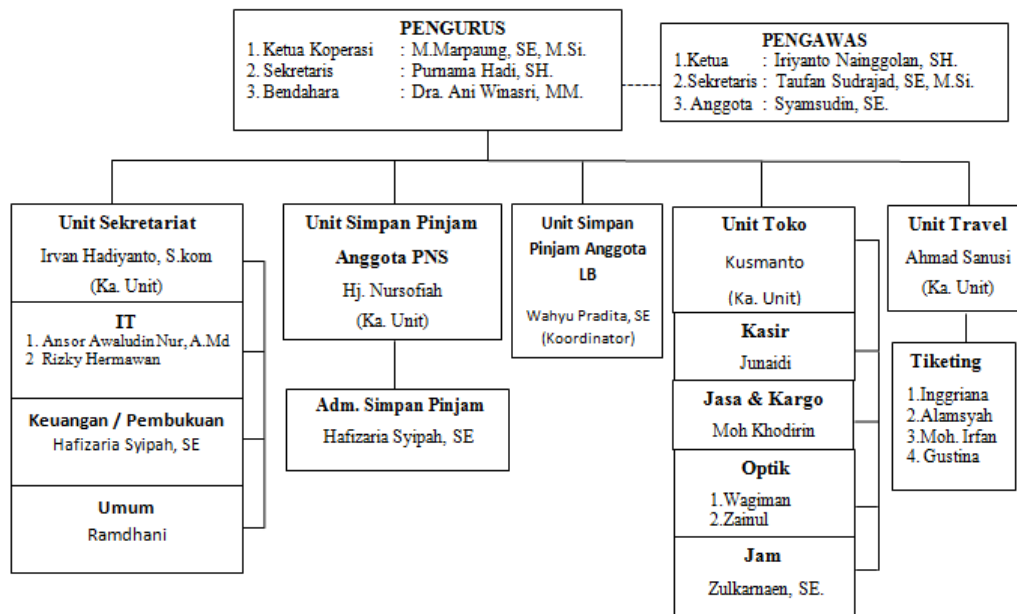 PENGURUS
1. Ketua Koperasi : M.Marpaung, SE, M.Si.
2. Sekretaris : Purnama Hadi, SH.
3. Bendahara : Dra. Ani Winasri, MM.
PENGAWAS
1.Ketua : Iriyanto Nainggolan, SH.
2.Sekretaris : Taufan Sudrajad, SE, M.Si.
3. Anggota : Syamsudin, SE.
Unit Sekretariat
Irvan Hadiyanto, S.kom
(Ka. Unit)
IT
1. Ansor Awaludin Nur, A.Md
2 Rizky Hermawan
Keuangan / Pembukuan
Hafizaria Syipah, SE
Umum
Ramdhani
Unit Simpan Pinjam
Anggota PNS
Hj. Nursofiah
(Ka. Unit)
Adm. Simpan Pinjam
Hafizaria Syipah, SE
Unit Simpan
Pinjam Anggota
LB
Wahyu Pradita, SE
(Koordinator)
Unit Toko
Kusmanto
(Ka. Unit)
Kasir
Junaidi
Jasa & Kargo
Moh Khodirin
Optik
1.Wagiman
2.Zainul
Jam
Zulkarnaen, SE.
Unit Travel
Ahmad Sanusi
(Ka. Unit)
Tiketing
1.Inggriana
2.Alamsyah
3.Moh. Irfan
4. Gustina